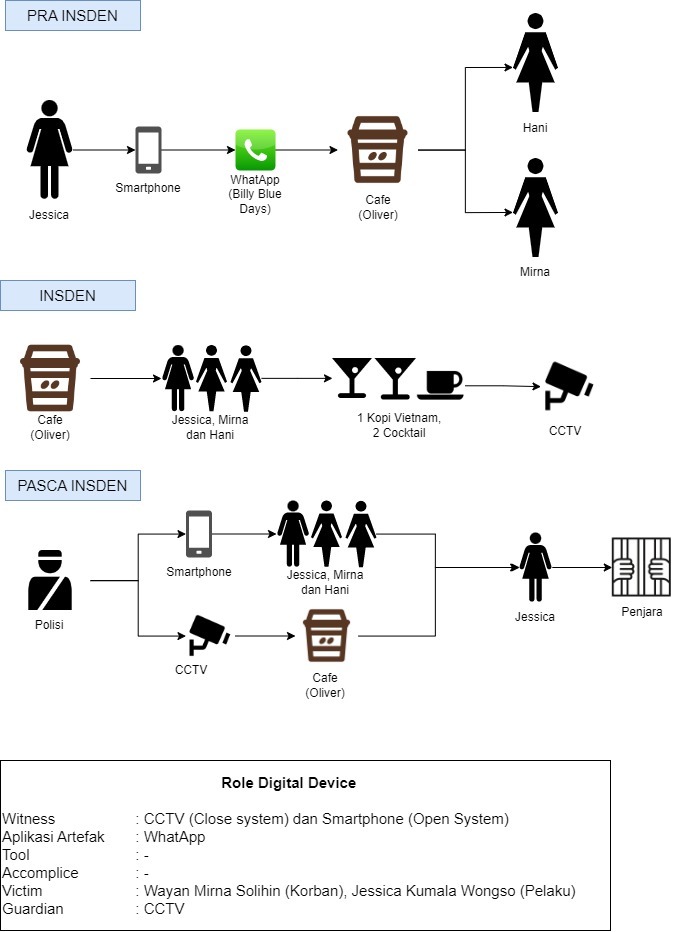 PRA INSDEN
Jessica
Smartphone
WhatApp
(Billy Blue
Days)
Cafe
(Oliver)
Hani
Mirna
INSDEN
Cafe
(Oliver)
Jessica, Mirna
dan Hani
1 Kopi Vietnam,
2 Cocktail
CCTV
PASCA INSDEN
Polisi
Smartphone
Jessica, Mirna
dan Hani
CCTV
Cafe
(Oliver)
Jessica
Penjara
Role Digital Device
Witness : CCTV (Close system) dan Smartphone (Open System)
Aplikasi Artefak : WhatApp
Tool : -
Accomplice : -
Victim : Wayan Mirna Solihin (Korban), Jessica Kumala Wongso (Pelaku)
Guardian : CCTV